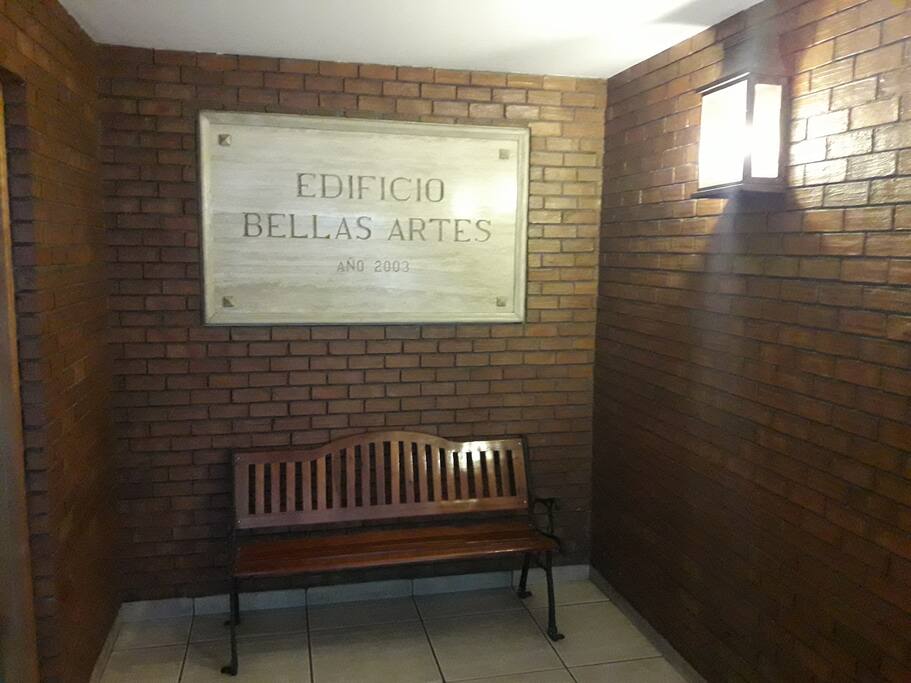 EDIFICIO
BELLAS ARTES
AÑO 2003